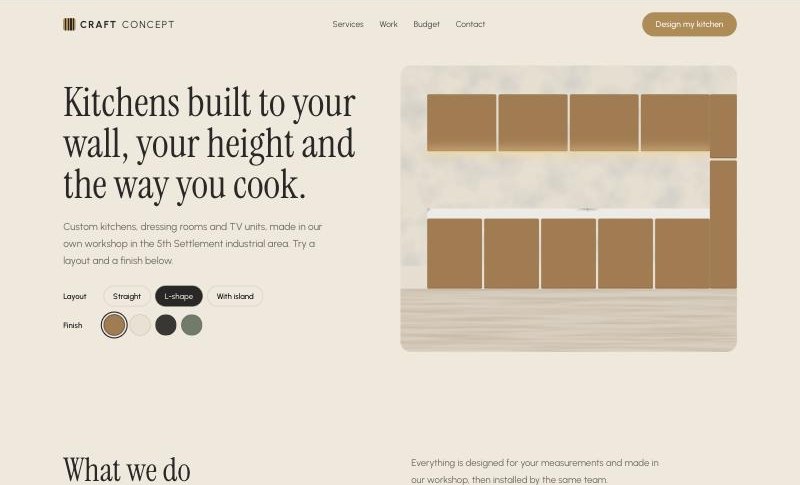 CRAFT CONCEPT
Services Work Budget Contact
Design my kitchen
Kitchens built to your
wall, your height and
the way you cook.
Custom kitchens, dressing rooms and TV units, made in our
own workshop in the 5th Settlement industrial area. Try a
layout and a finish below.
Layout Straight L-shape With island
Finish
What we do
Everything is designed for your measurements and made in
our workshop, then installed by the same team.